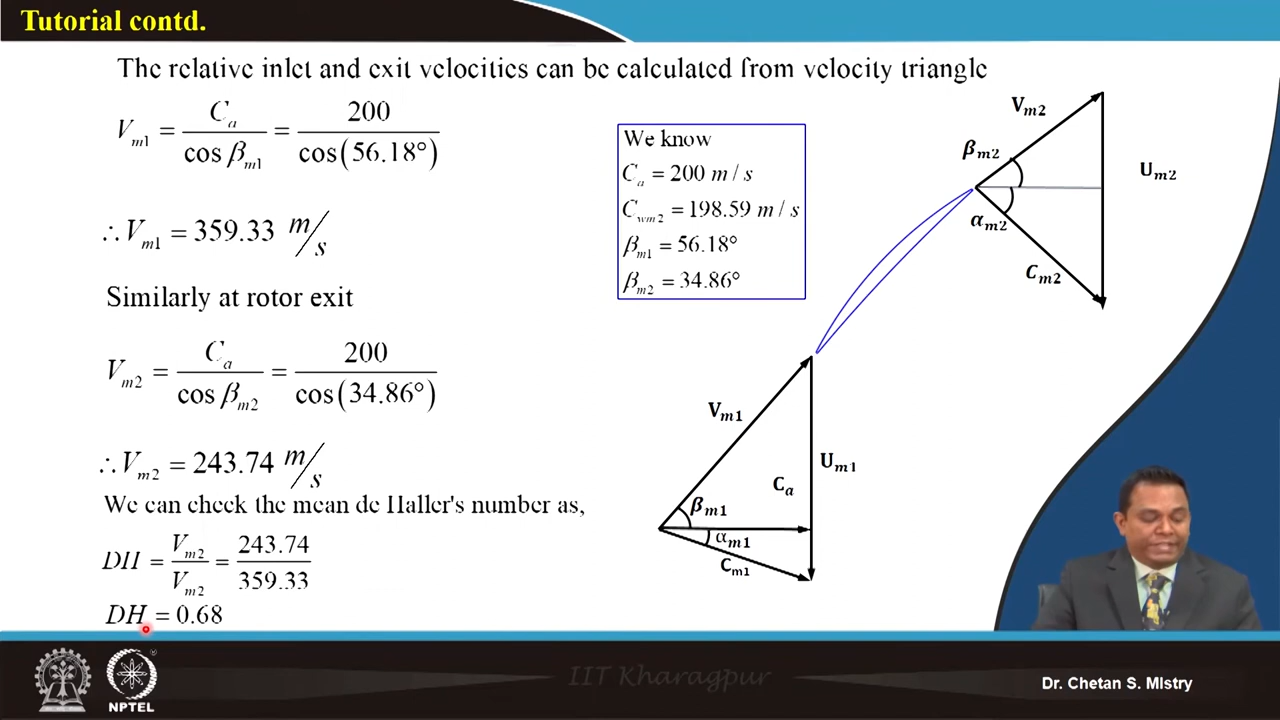 Tutorial contd.
The relative inlet and exit velocities can be calculated from velocity triangle
V_m1 = C_a / cos β_m1 = 200 / cos(56.18°)
∴ V_m1 = 359.33 m/s
Similarly at rotor exit
V_m2 = C_a / cos β_m2 = 200 / cos(34.86°)
∴ V_m2 = 243.74 m/s
We can check the mean de Haller's number as,
DH = V_m2 / V_m2 = 243.74 / 359.33
DH = 0.68
We know
C_a = 200 m / s
C_wm2 = 198.59 m / s
β_m1 = 56.18°
β_m2 = 34.86°
V_m2
β_m2
U_m2
α_m2
C_m2
V_m1
U_m1
C_a
β_m1
α_m1
C_m1
NPTEL
IIT Kharagpur
Dr. Chetan S. MIstry